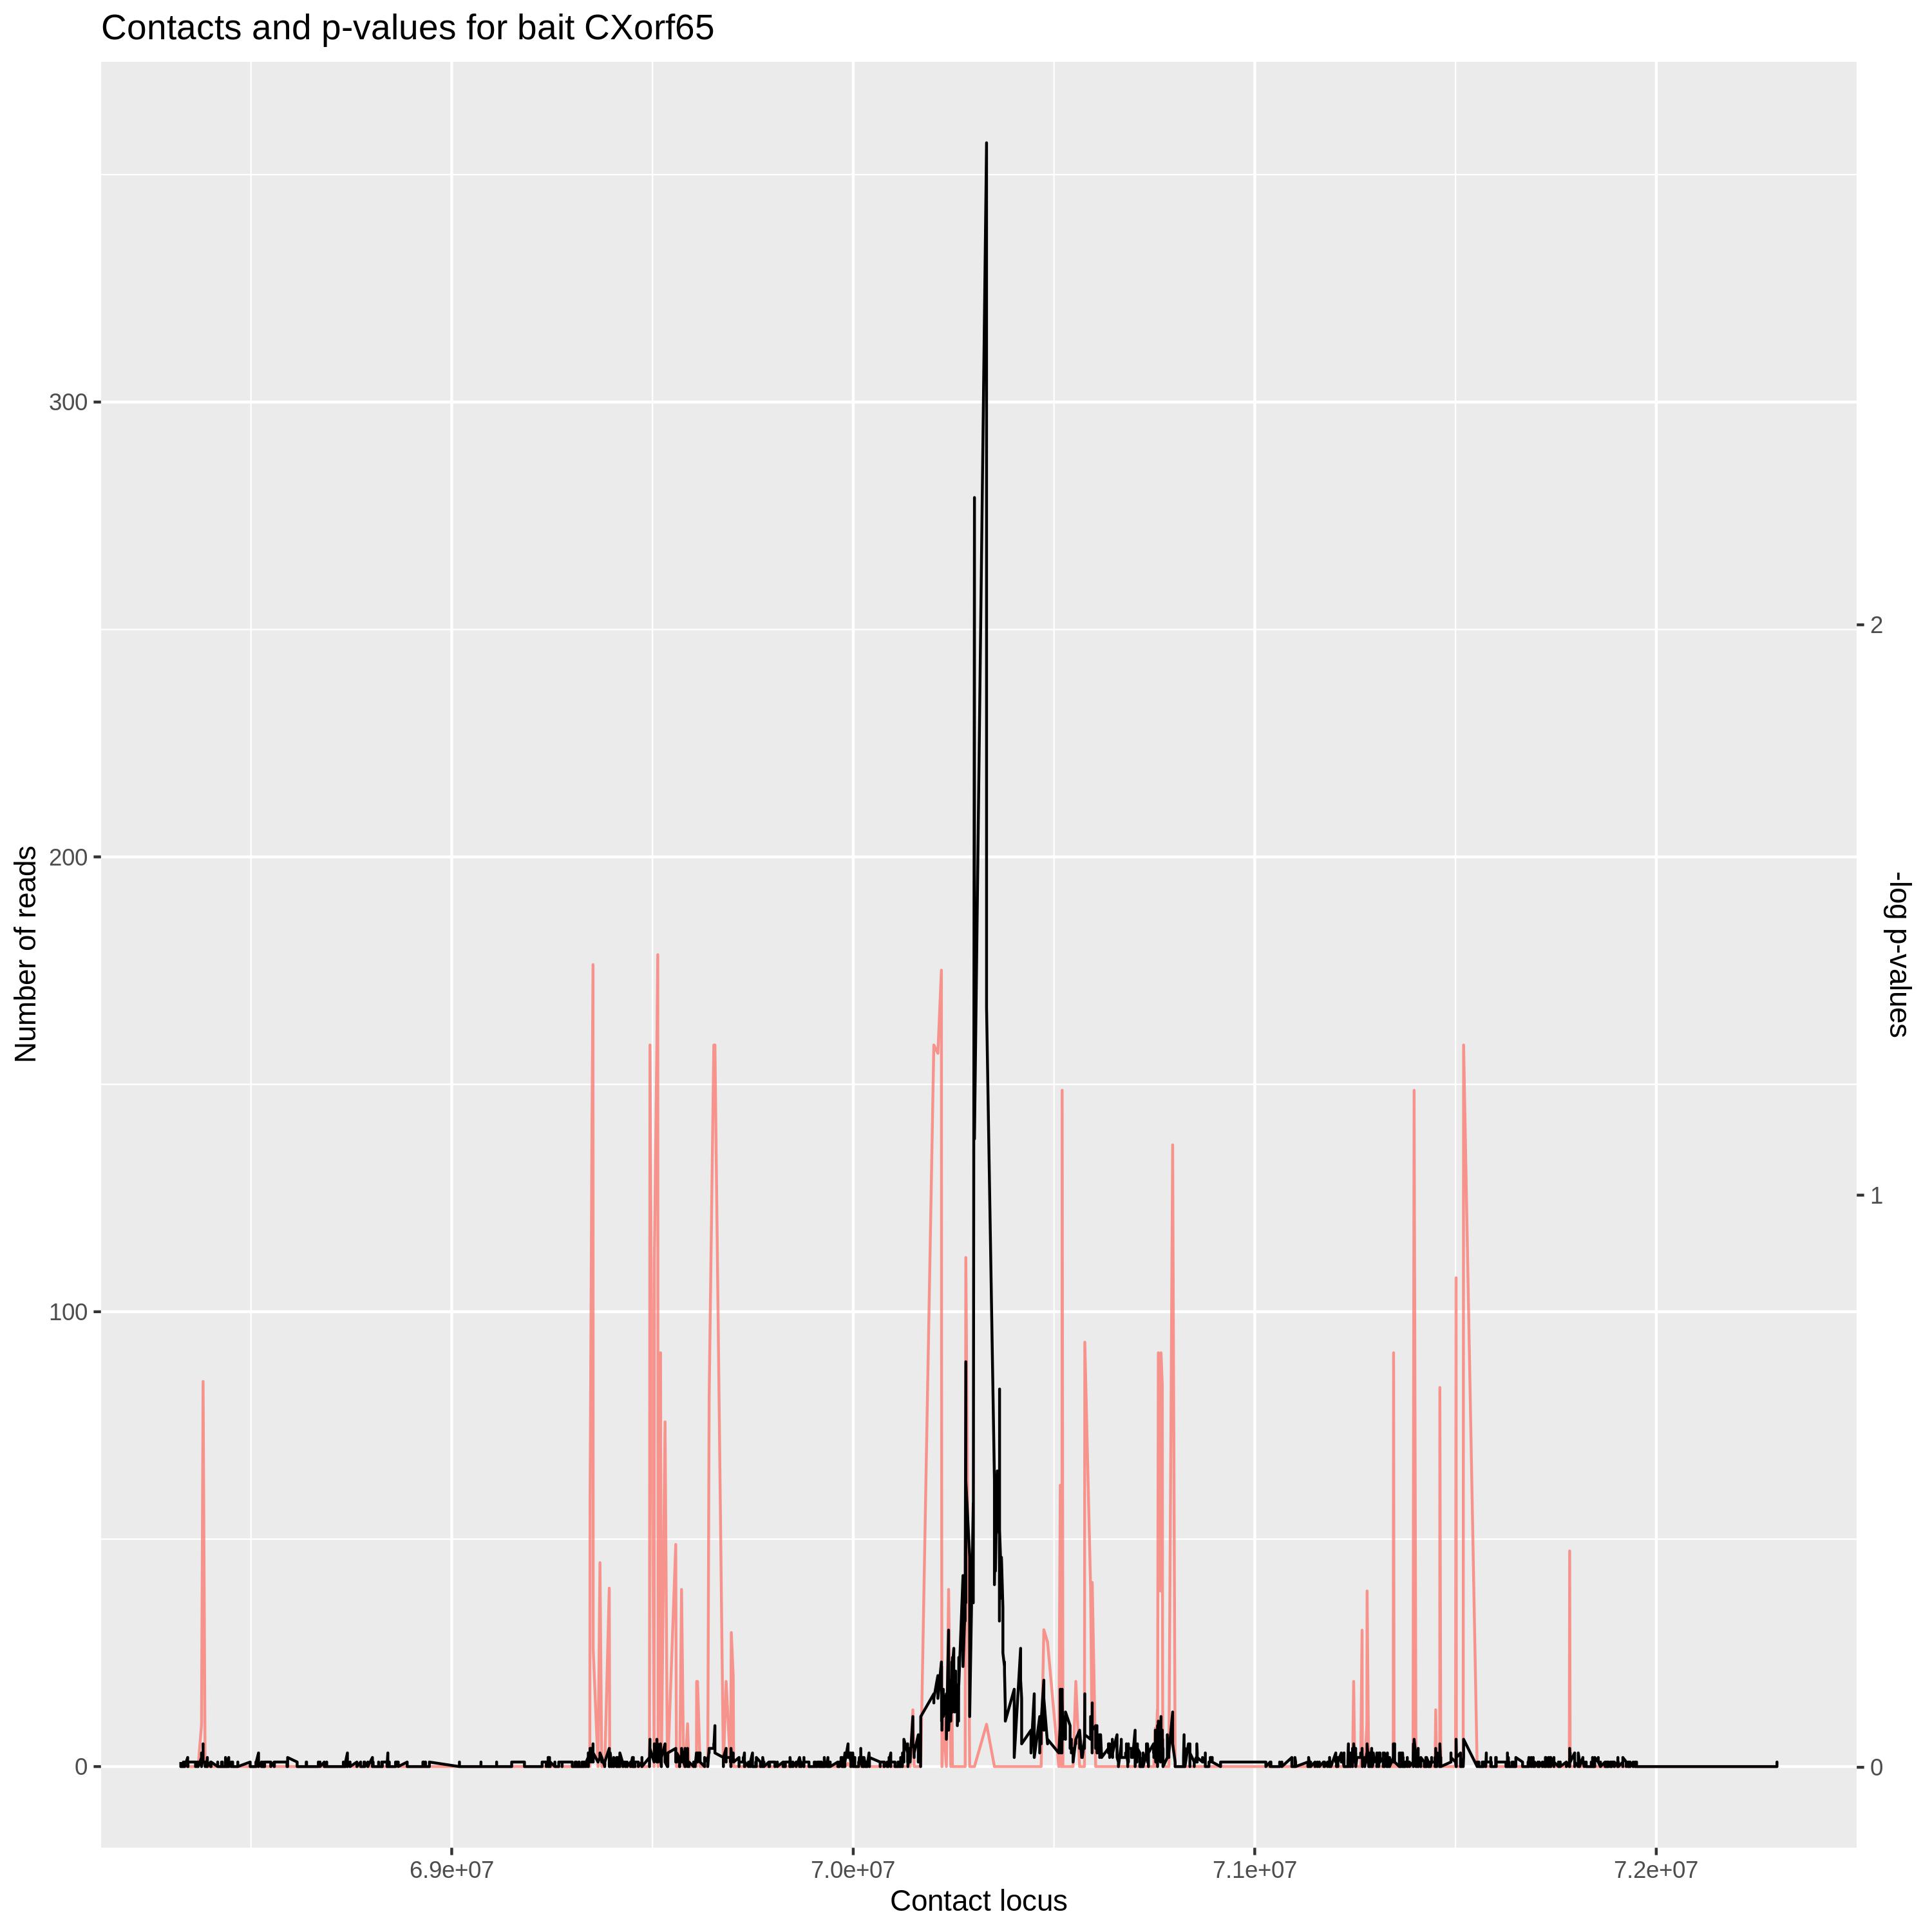 Contacts and p-values for bait CXorf65
Number of reads
300
200
100
0
2
1
0
-log p-values
6.9e+07
7.0e+07
7.1e+07
7.2e+07
Contact locus